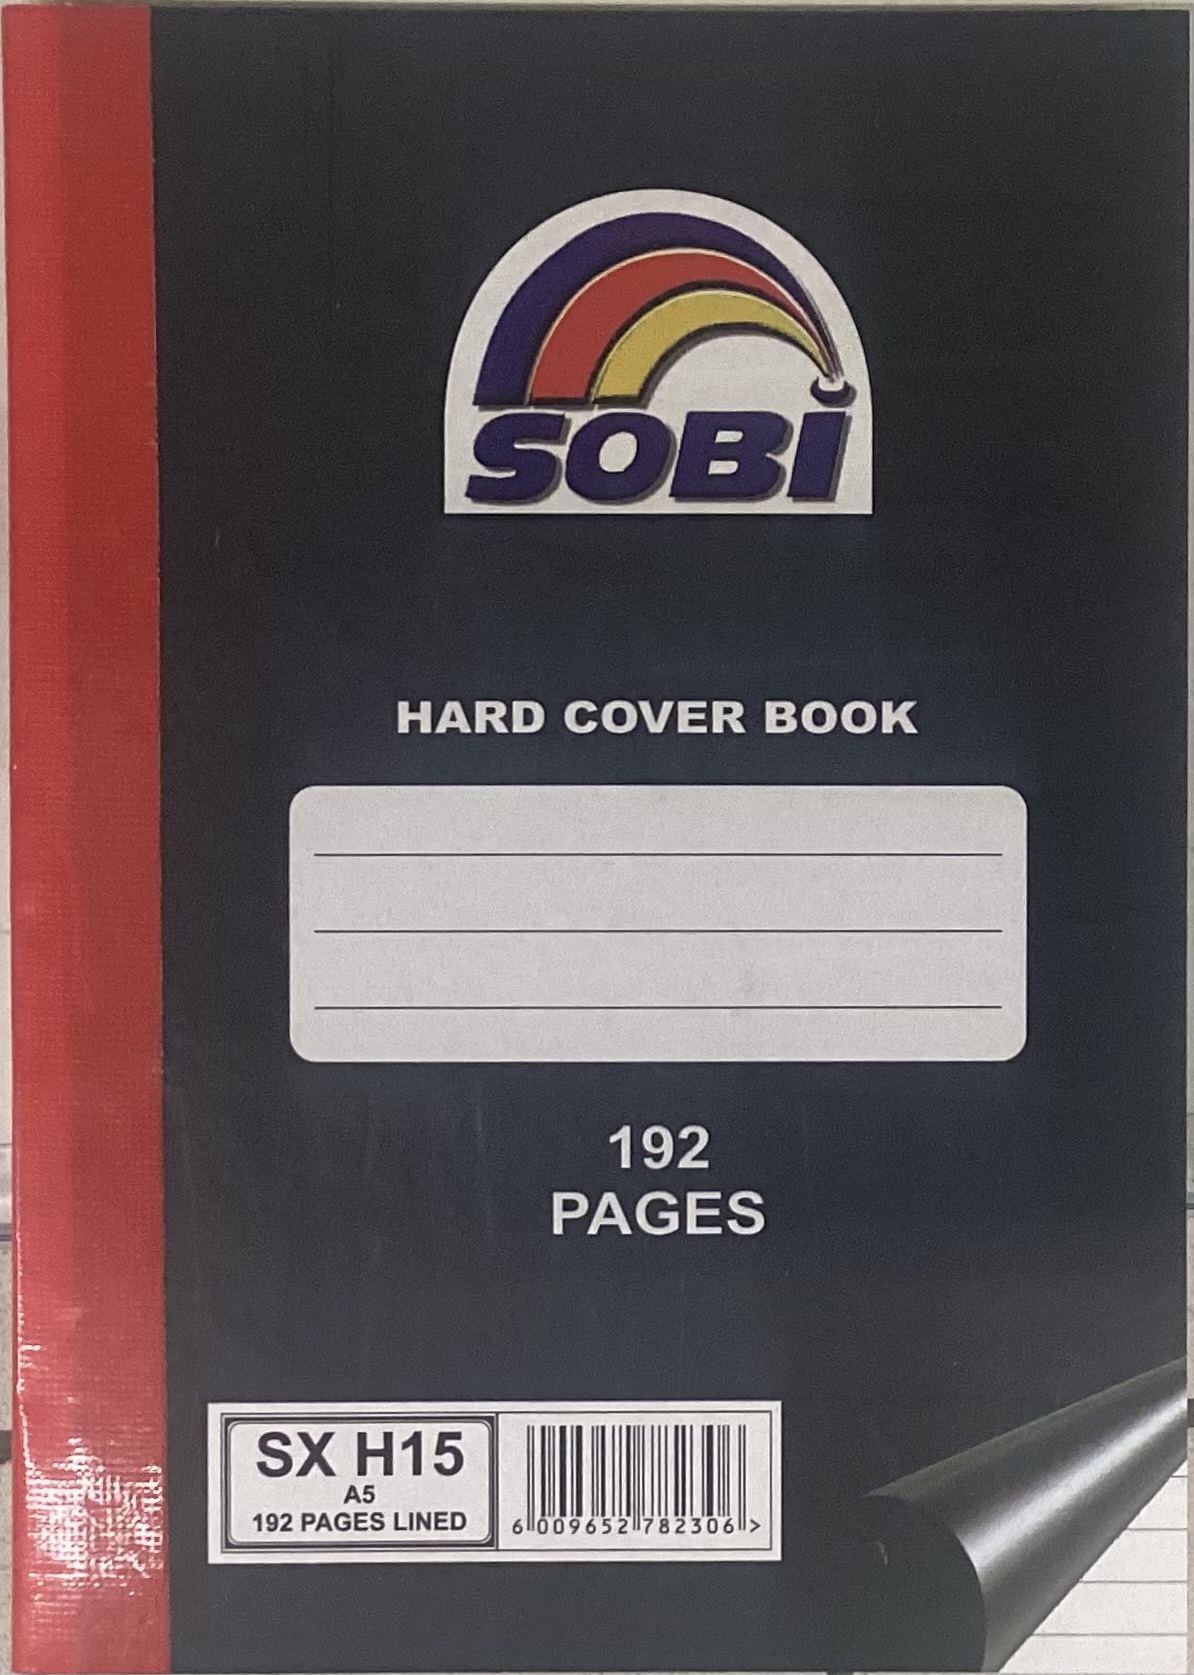 SOBi
HARD COVER BOOK
192
PAGES
SX H15
A5
192 PAGES LINED
6 009652 782306 >